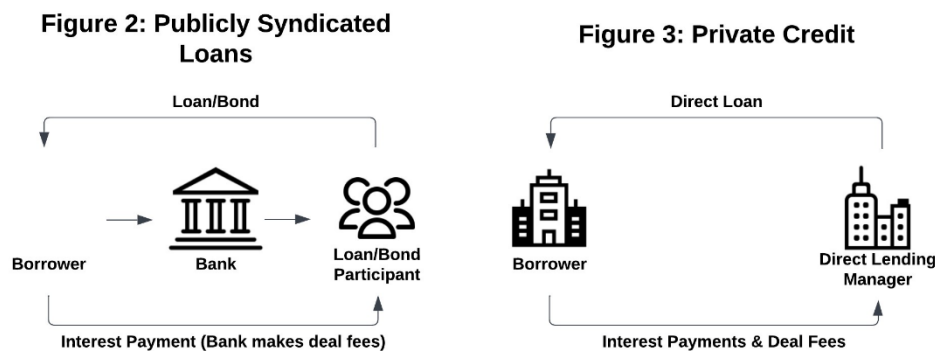 Figure 2: Publicly Syndicated
Loans
Loan/Bond
Borrower
Bank
Loan/Bond
Participant
Interest Payment (Bank makes deal fees)
Figure 3: Private Credit
Direct Loan
Borrower
Direct Lending
Manager
Interest Payments & Deal Fees